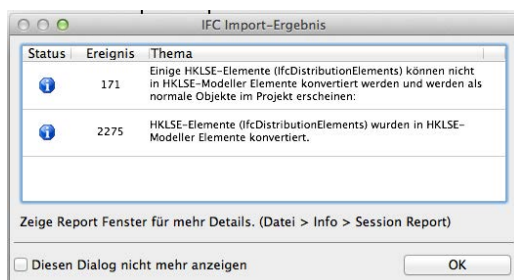 IFC Import-Ergebnis
Status Ereignis Thema
171 Einige HKLSE-Elemente (IfcDistributionElements) können nicht
in HKLSE-Modeller Elemente konvertiert werden und werden als
normale Objekte im Projekt erscheinen:
2275 HKLSE-Elemente (IfcDistributionElements) wurden in HKLSE-
Modeller Elemente konvertiert.
Zeige Report Fenster für mehr Details. (Datei > Info > Session Report)
Diesen Dialog nicht mehr anzeigen
OK